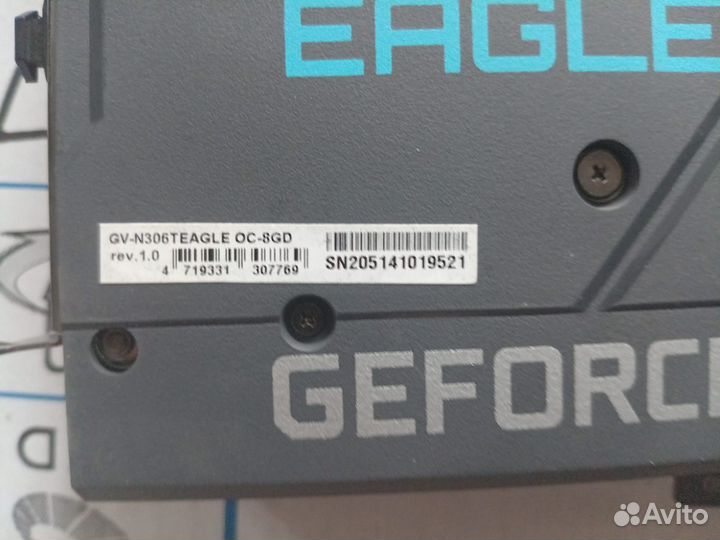 EAGLE
GV-N306TEAGLE OC-8GD
rev.1.0
4 719331 307769
SN205141019521
GEFORC
Avito